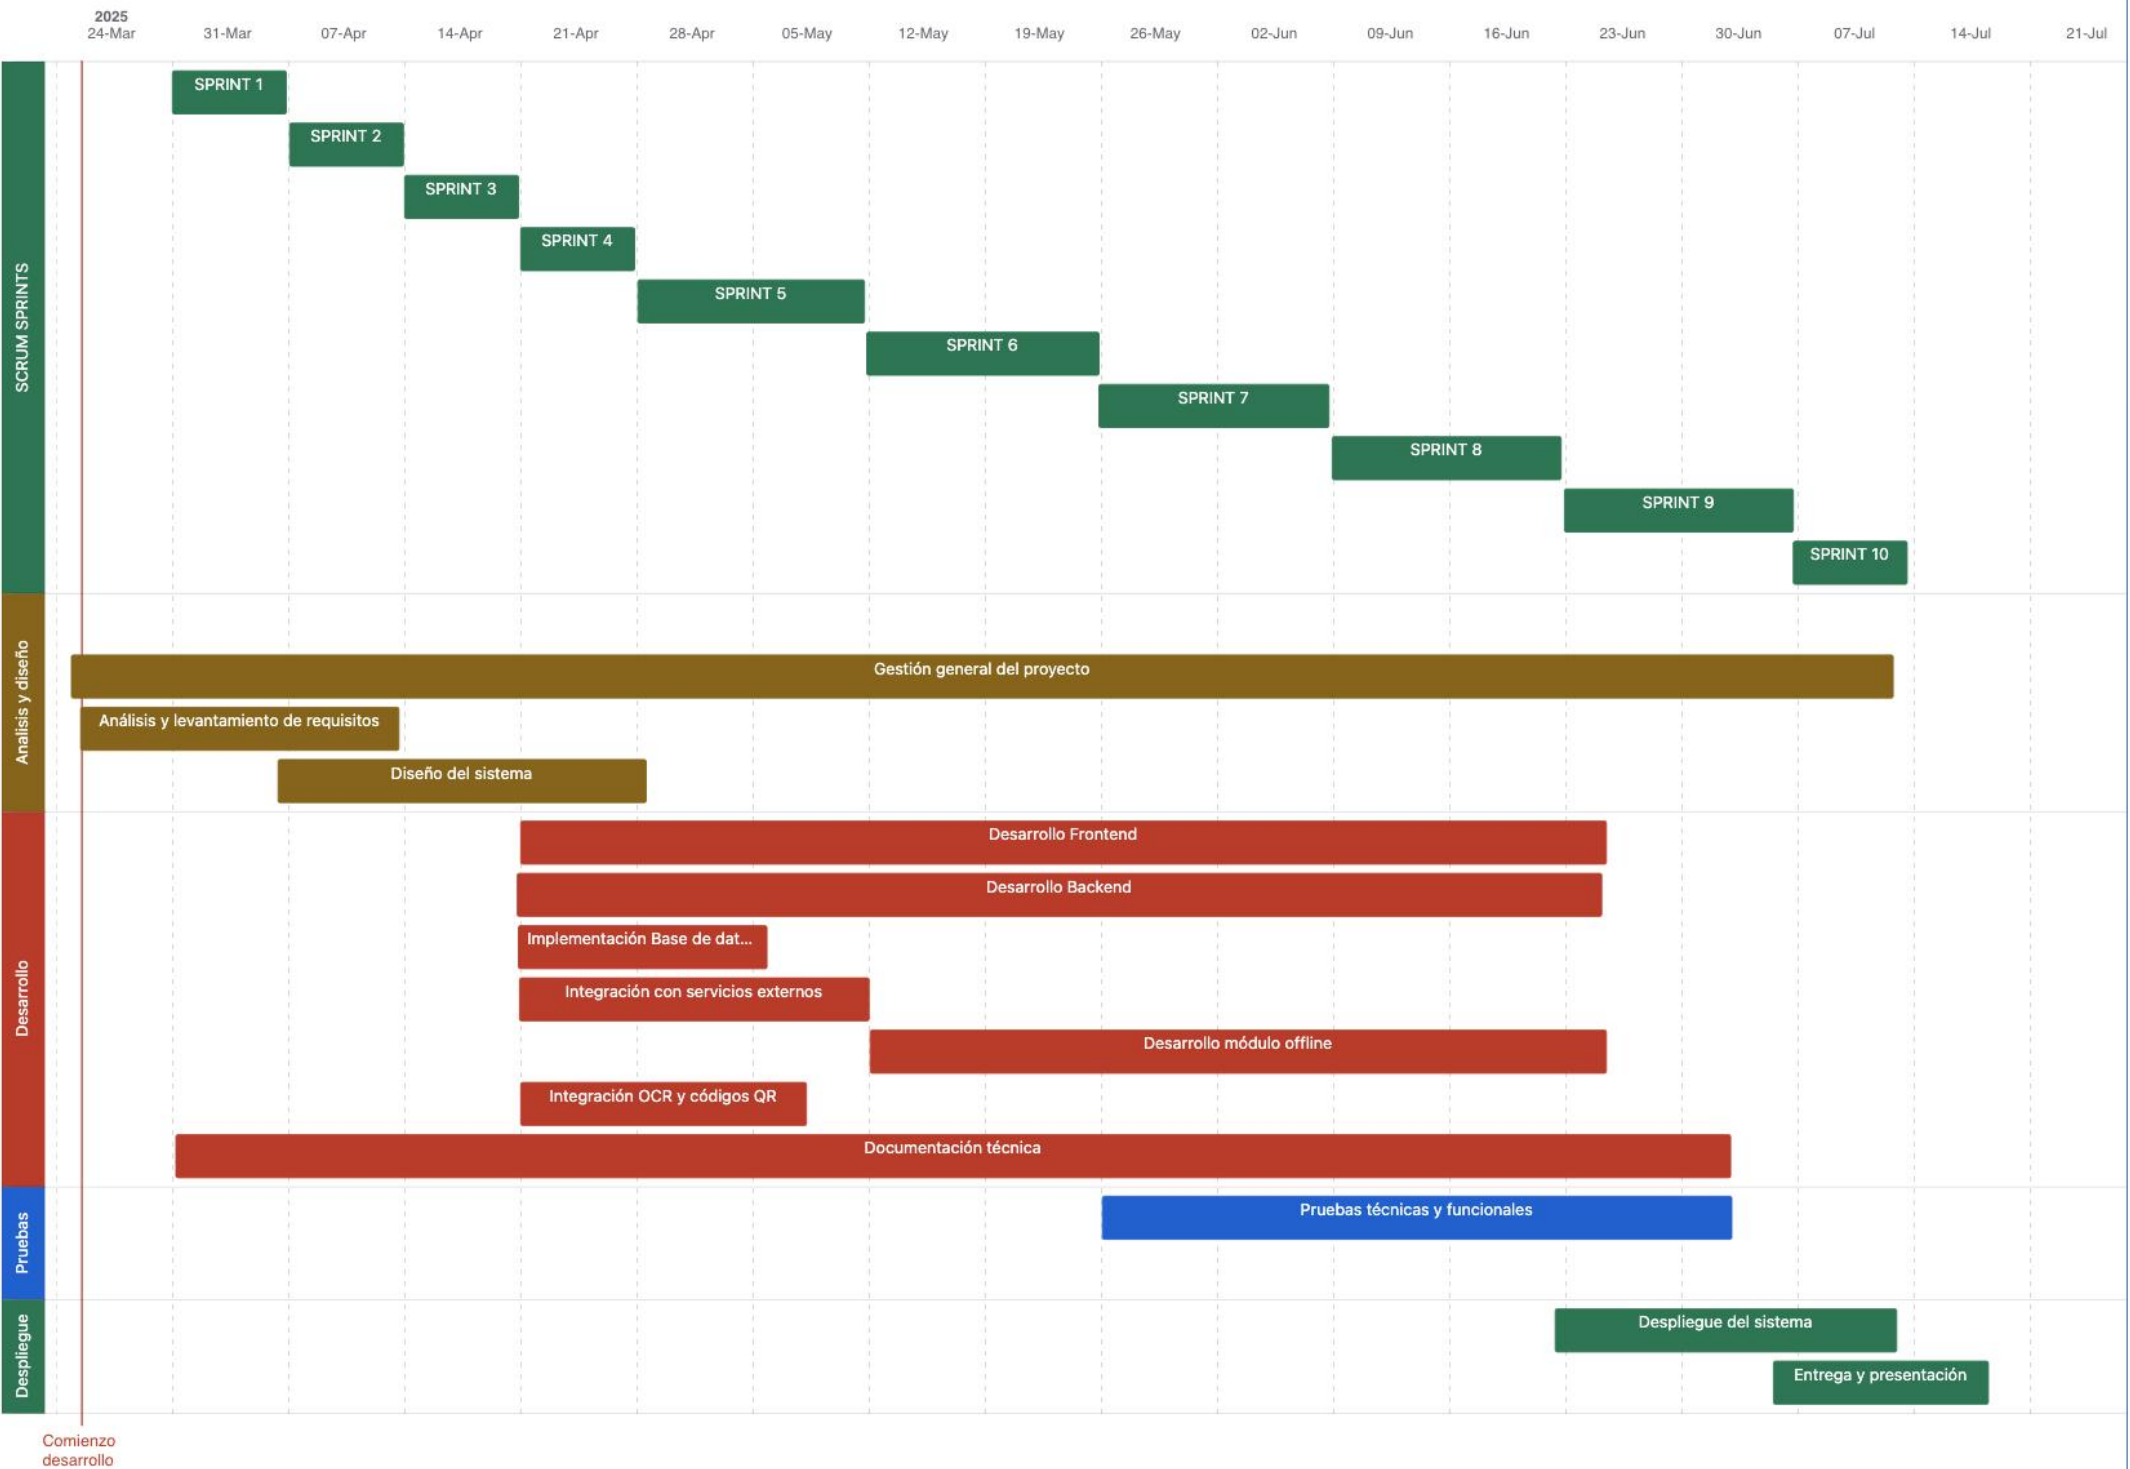 2025
24-Mar 31-Mar 07-Apr 14-Apr 21-Apr 28-Apr 05-May 12-May 19-May 26-May 02-Jun 09-Jun 16-Jun 23-Jun 30-Jun 07-Jul 14-Jul 21-Jul
SCRUM SPRINTS
SPRINT 1
SPRINT 2
SPRINT 3
SPRINT 4
SPRINT 5
SPRINT 6
SPRINT 7
SPRINT 8
SPRINT 9
SPRINT 10
Analisis y diseño
Gestión general del proyecto
Análisis y levantamiento de requisitos
Diseño del sistema
Desarrollo
Desarrollo Frontend
Desarrollo Backend
Implementación Base de dat...
Integración con servicios externos
Desarrollo módulo offline
Integración OCR y códigos QR
Documentación técnica
Pruebas
Pruebas técnicas y funcionales
Despliegue
Despliegue del sistema
Entrega y presentación
Comienzo
desarrollo